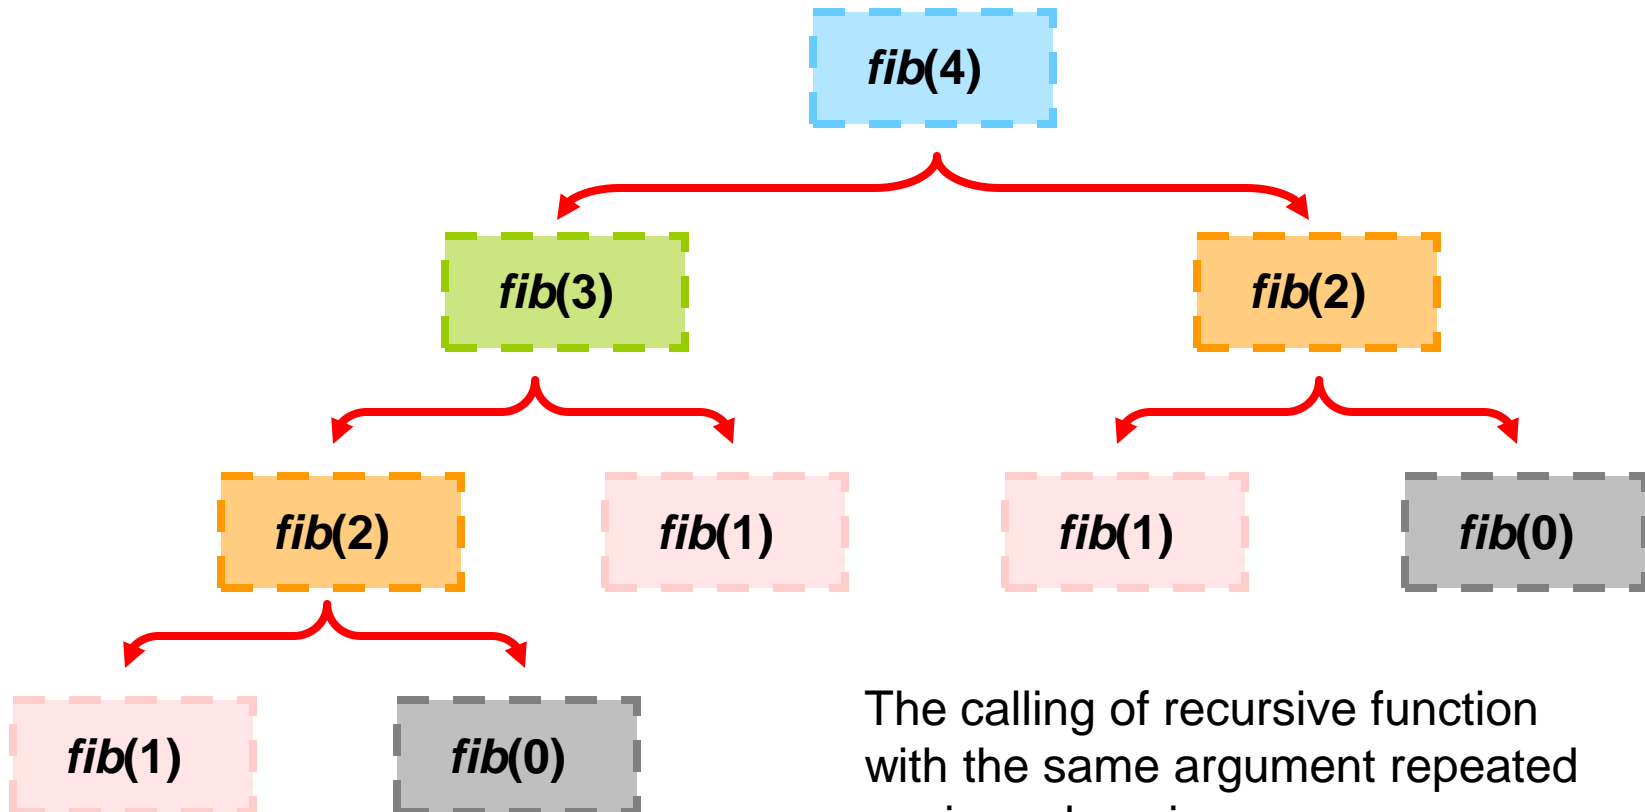 fib(4)
fib(3)
fib(2)
fib(2)
fib(1)
fib(1)
fib(0)
fib(1)
fib(0)
The calling of recursive function
with the same argument repeated